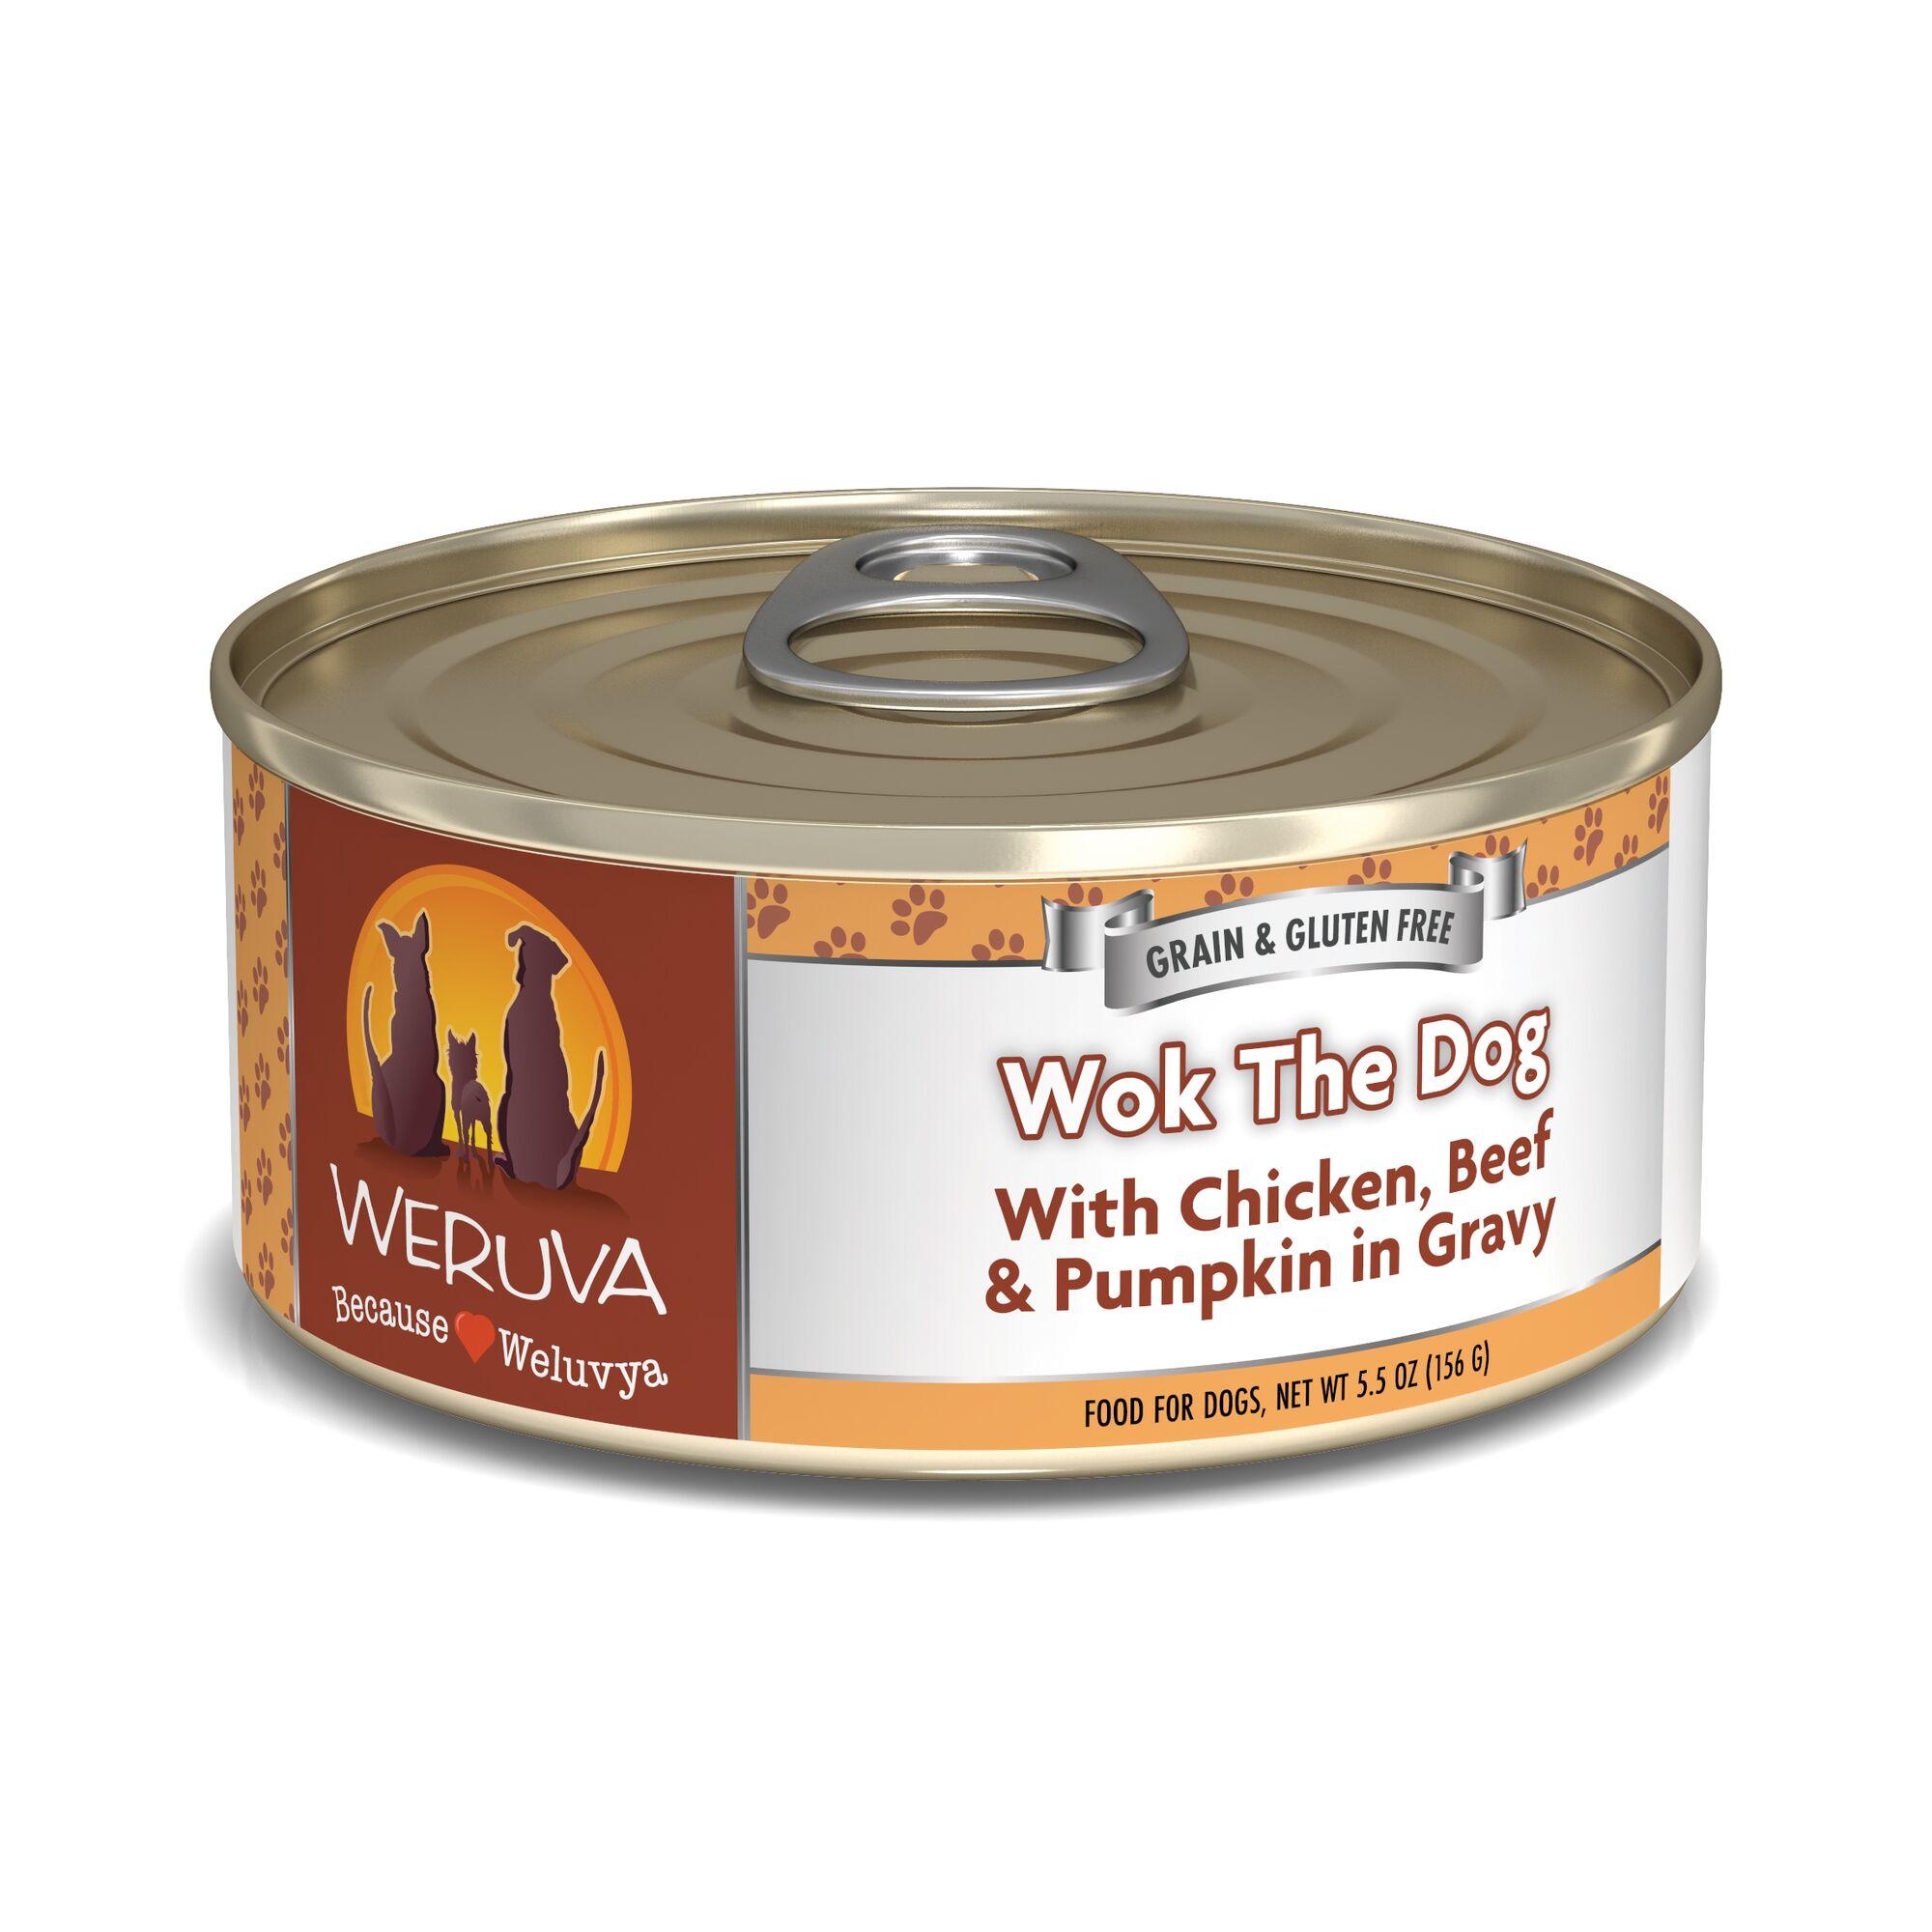 GRAIN & GLUTEN FREE
Wok The Dog
With Chicken, Beef
& Pumpkin in Gravy
FOOD FOR DOGS, NET WT 5.5 OZ (156 G)
WERUVA
Because Weluvya